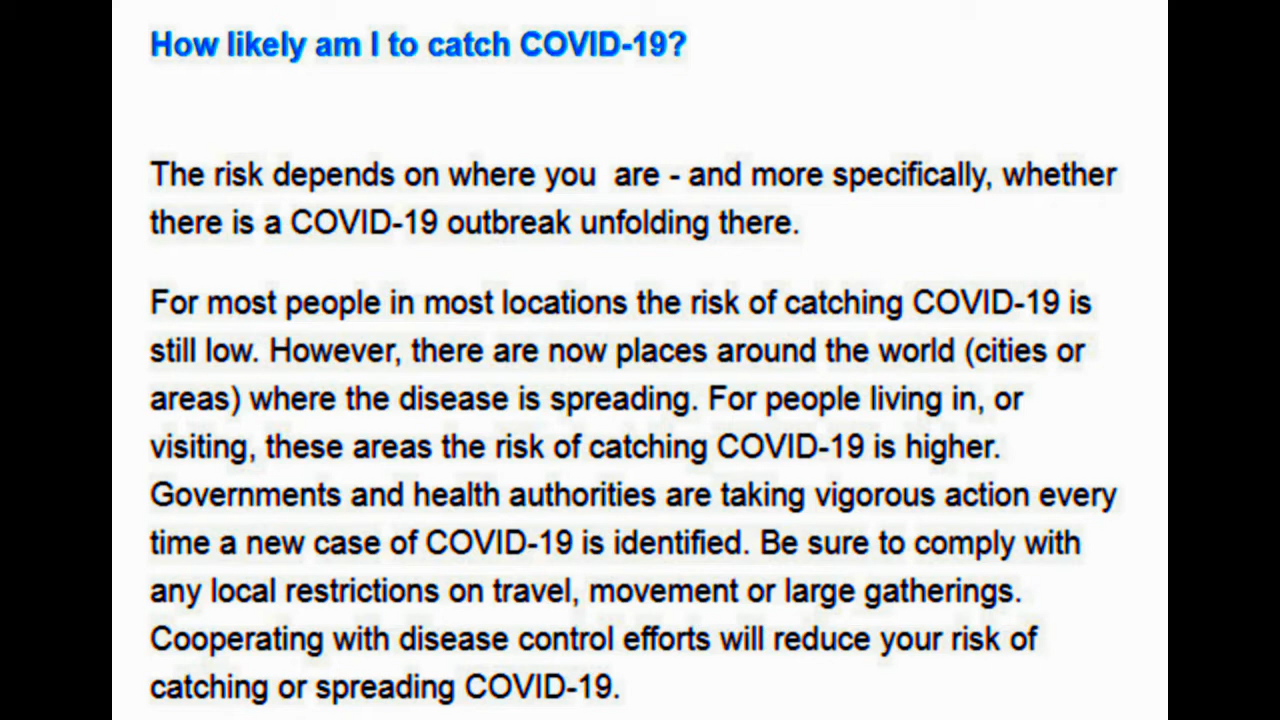 How likely am I to catch COVID-19?
The risk depends on where you  are - and more specifically, whether
there is a COVID-19 outbreak unfolding there.
For most people in most locations the risk of catching COVID-19 is
still low. However, there are now places around the world (cities or
areas) where the disease is spreading. For people living in, or
visiting, these areas the risk of catching COVID-19 is higher.
Governments and health authorities are taking vigorous action every
time a new case of COVID-19 is identified. Be sure to comply with
any local restrictions on travel, movement or large gatherings.
Cooperating with disease control efforts will reduce your risk of
catching or spreading COVID-19.